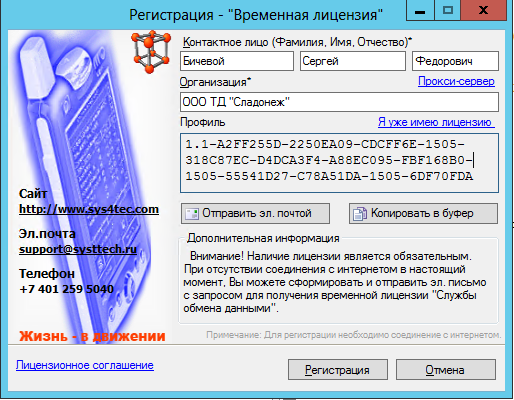 Регистрация - "Временная лицензия"
Контактное лицо (Фамилия, Имя, Отчество)*
Бичевой Сергей Федорович
Организация* Прокси-сервер
ООО ТД "Сладонеж"
Профиль Я уже имею лицензию
1.1-A2FF255D-2250EA09-CDCFF6E-1505-
318C87EC-D4DCA3F4-A88EC095-FBF168B0-
1505-55541D27-C78A51DA-1505-6DF70FDA
Отправить эл. почтой Копировать в буфер
Сайт
http://www.sys4tec.com
Эл.почта
support@systtech.ru
Телефон
+7 401 259 5040
Жизнь - в движении
Дополнительная информация
Внимание! Наличие лицензии является обязательным.
При отсутствии соединения с интернетом в настоящий
момент, Вы можете сформировать и отправить эл. письмо
с запросом для получения временной лицензии "Службы
обмена данными".
Примечание: Для регистрации необходимо соединение с интернетом.
Лицензионное соглашение Регистрация Отмена